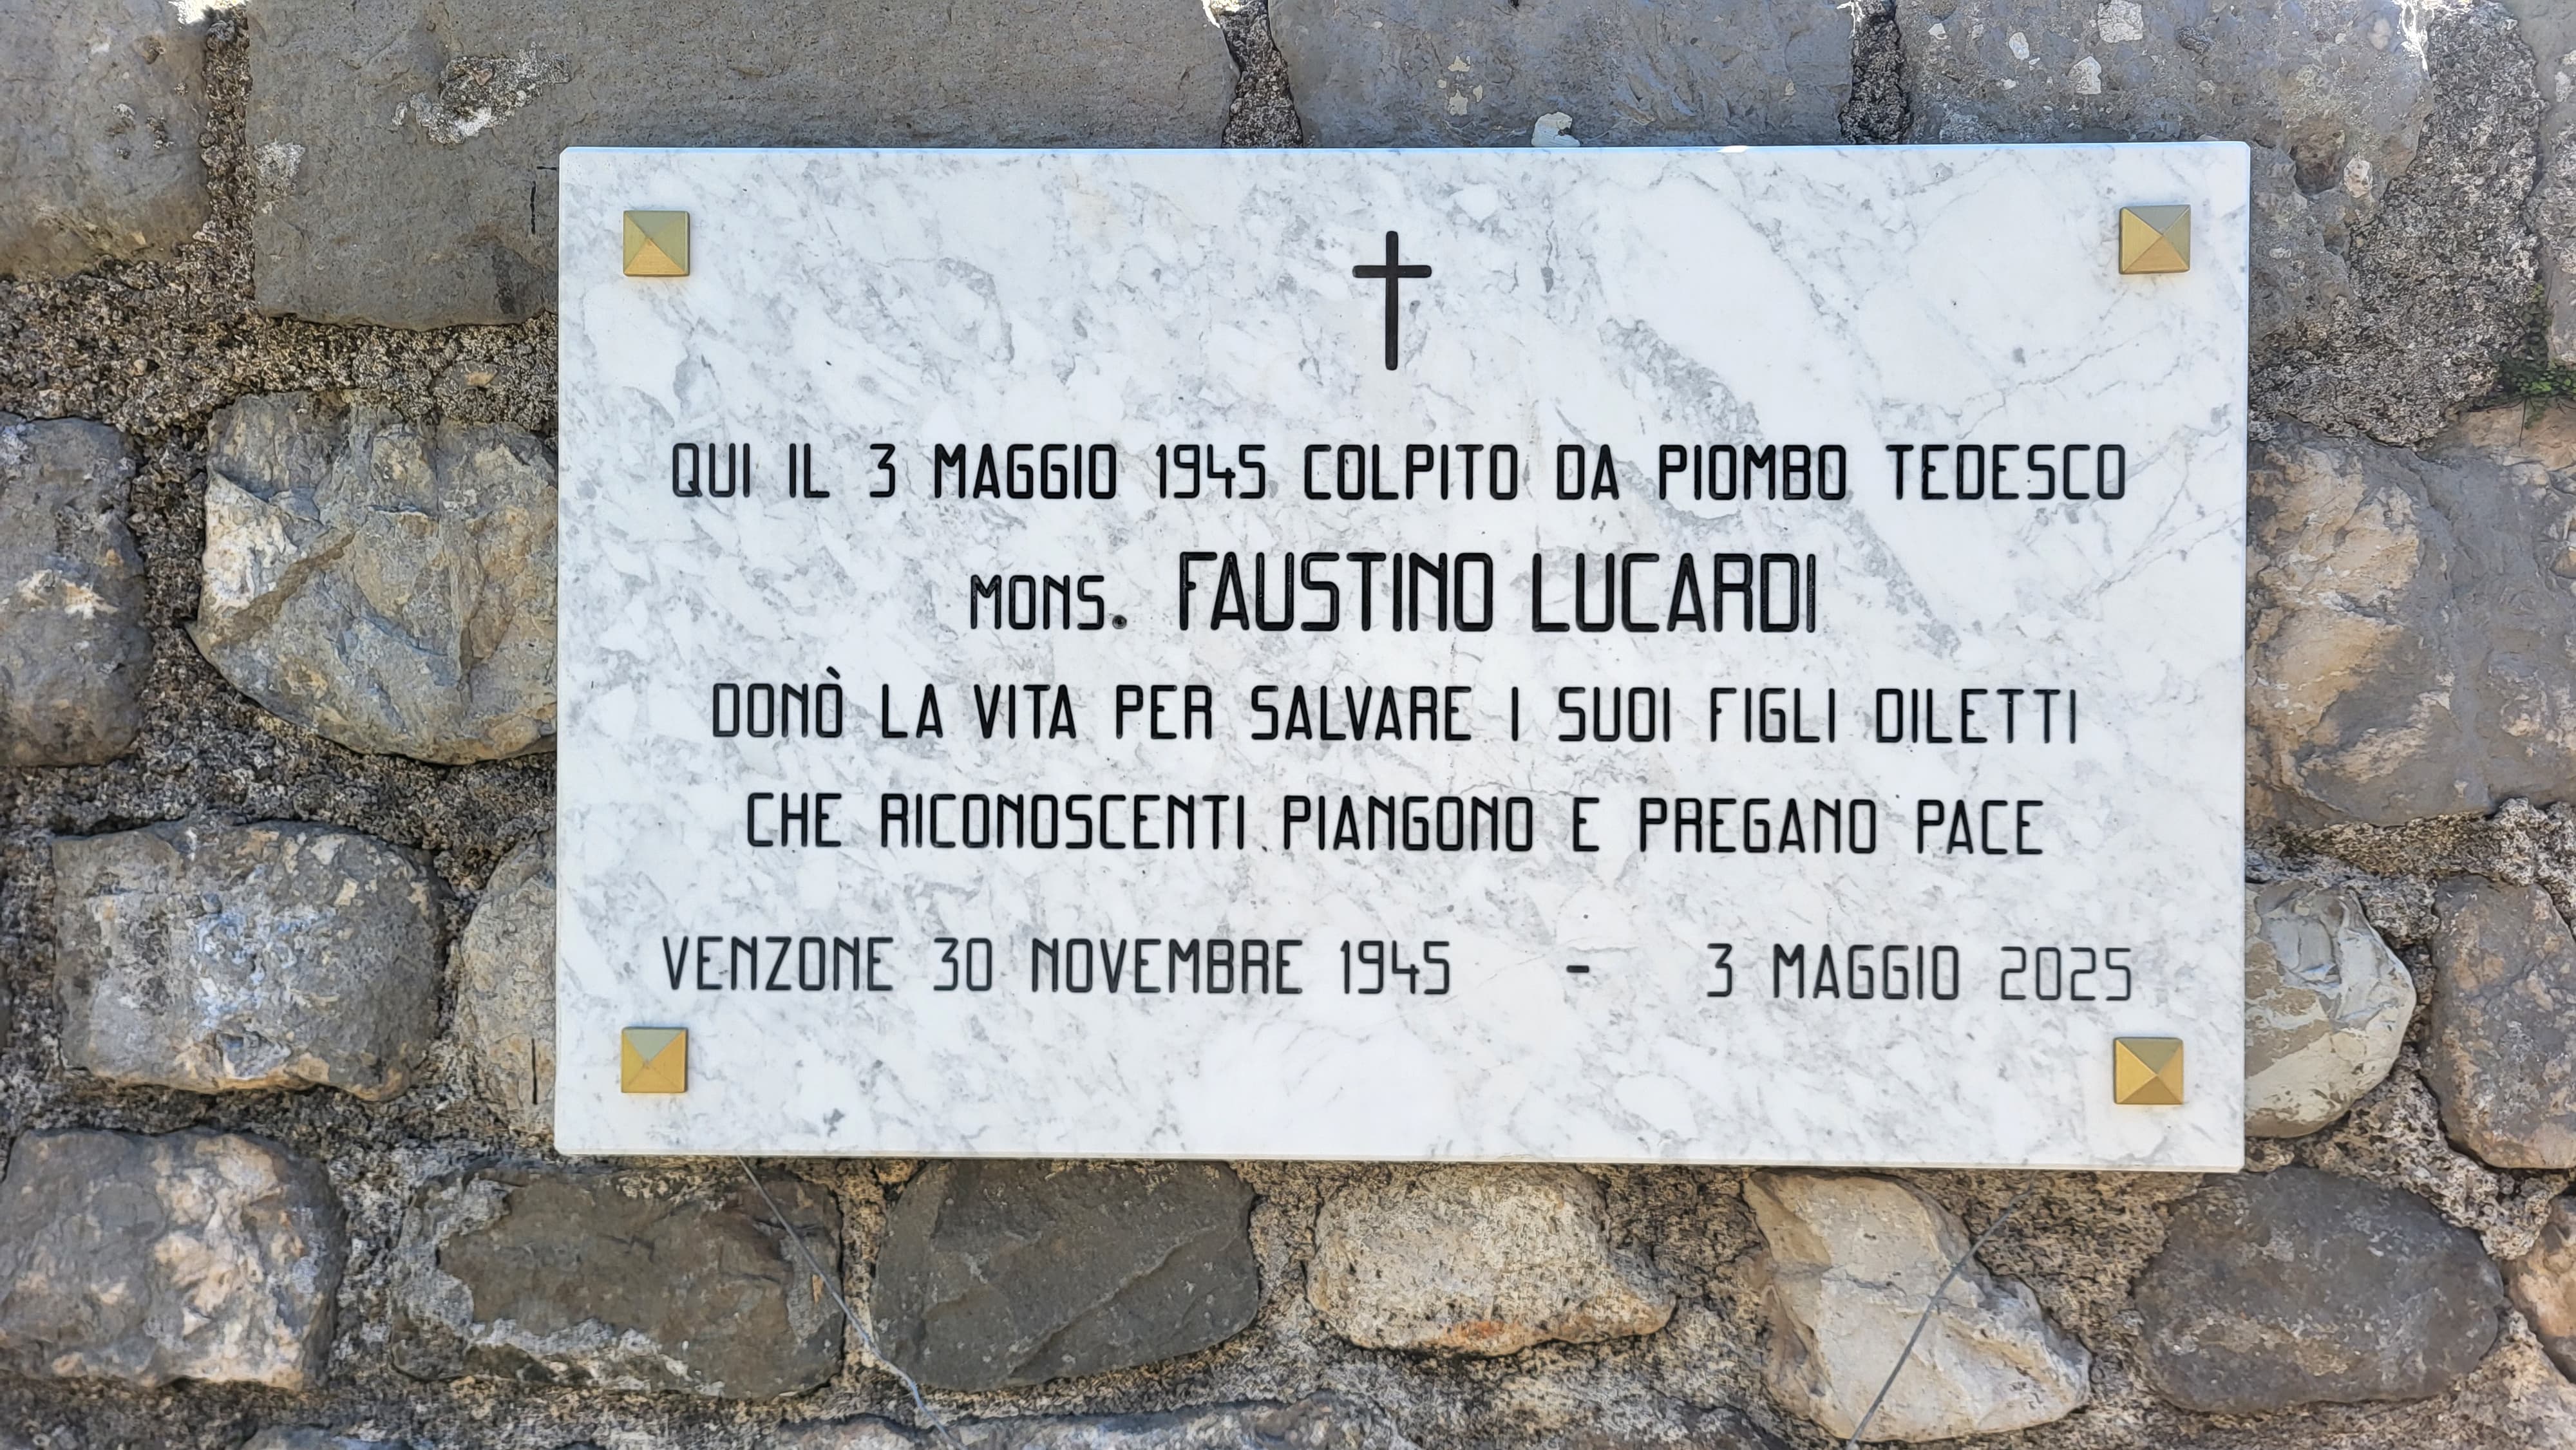 QUI IL 3 MAGGIO 1945 COLPITO DA PIOMBO TEDESCO
MONS. FAUSTINO LUCARDI
DONÒ LA VITA PER SALVARE I SUOI FIGLI DILETTI
CHE RICONOSCENTI PIANGONO E PREGANO PACE
VENZONE 30 NOVEMBRE 1945 - 3 MAGGIO 2025